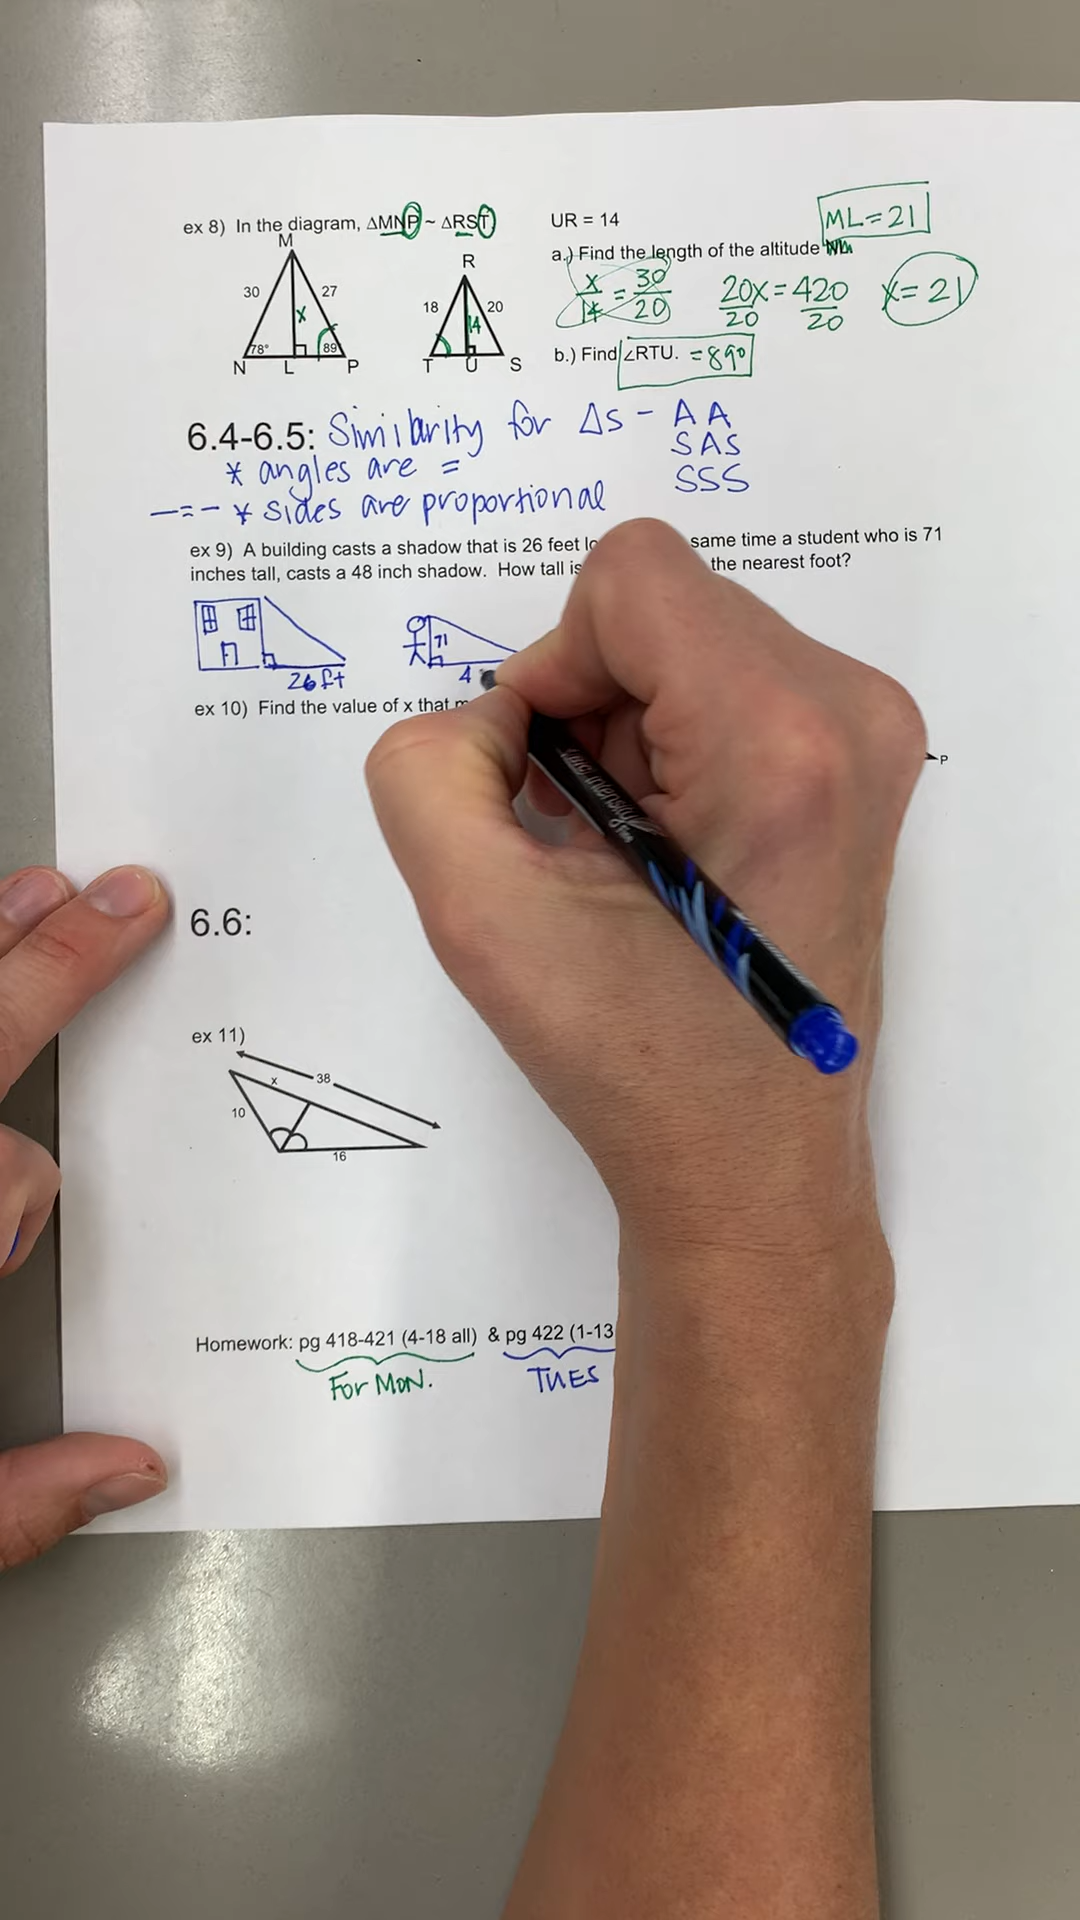 ex 8) In the diagram, ΔMNP ~ ΔRST
UR = 14
ML = 21
a.) Find the length of the altitude
M
30
27
x
78°
89
N
L
P
R
18
20
14
T
U
S
x/14 = 30/20
20x = 420
20 20
x = 21
b.) Find ∠RTU. = 89°
6.4-6.5: Similarity for Δs - AA
SAS
SSS
* angles are =
— = — * sides are proportional
ex 9) A building casts a shadow that is 26 feet same time a student who is 71
inches tall, casts a 48 inch shadow. How tall the nearest foot?
26 ft
71
4
ex 10) Find the value of x that
P
6.6:
ex 11)
x
38
10
16
Homework: pg 418-421 (4-18 all) & pg 422 (1-13
For MON.
TUES